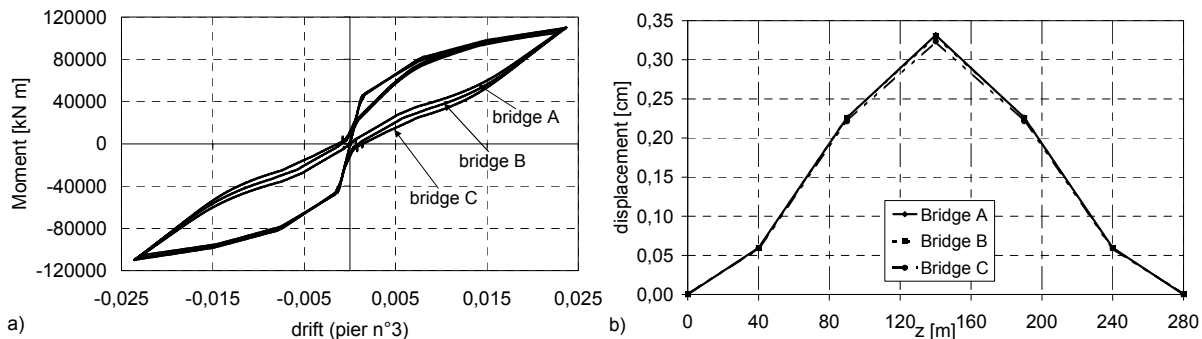 120000
80000
40000
0
-40000
-80000
-120000
Moment [kN m]
-0,025
-0,015
-0,005
0,005
0,015
0,025
drift (pier n°3)
bridge A
bridge B
bridge C
a)
0,35
0,30
0,25
0,20
0,15
0,10
0,05
0,00
displacement [cm]
Bridge A
Bridge B
Bridge C
0
40
80
120
160
200
240
280
z [m]
b)